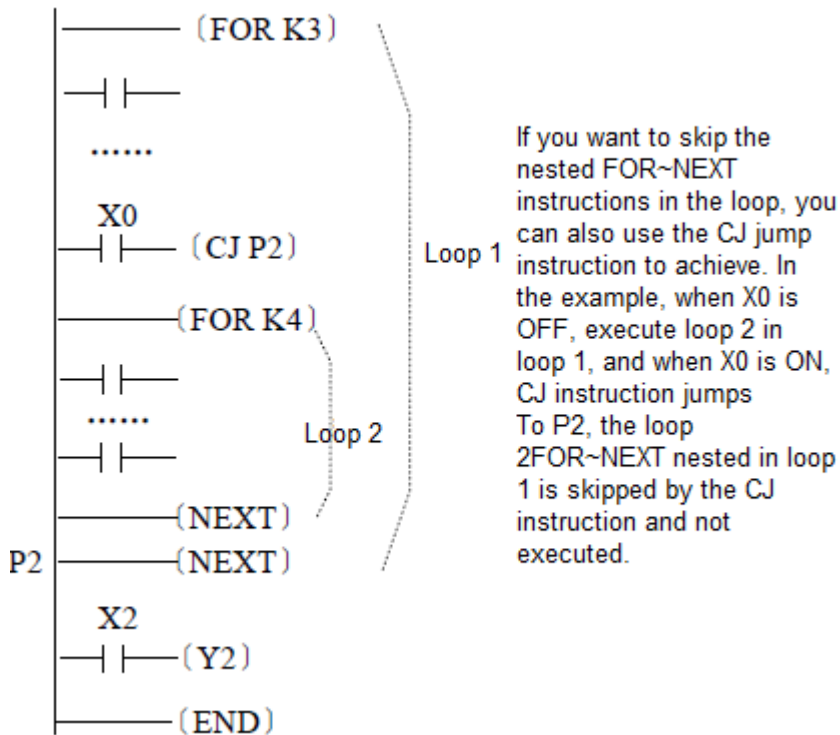 (FOR K3)
......
X0
(CJ P2)
(FOR K4)
......
(NEXT)
P2 (NEXT)
X2
(Y2)
(END)
Loop 1
Loop 2
If you want to skip the
nested FOR~NEXT
instructions in the loop, you
can also use the CJ jump
instruction to achieve. In
the example, when X0 is
OFF, execute loop 2 in
loop 1, and when X0 is ON,
CJ instruction jumps
To P2, the loop
2FOR~NEXT nested in loop
1 is skipped by the CJ
instruction and not
executed.